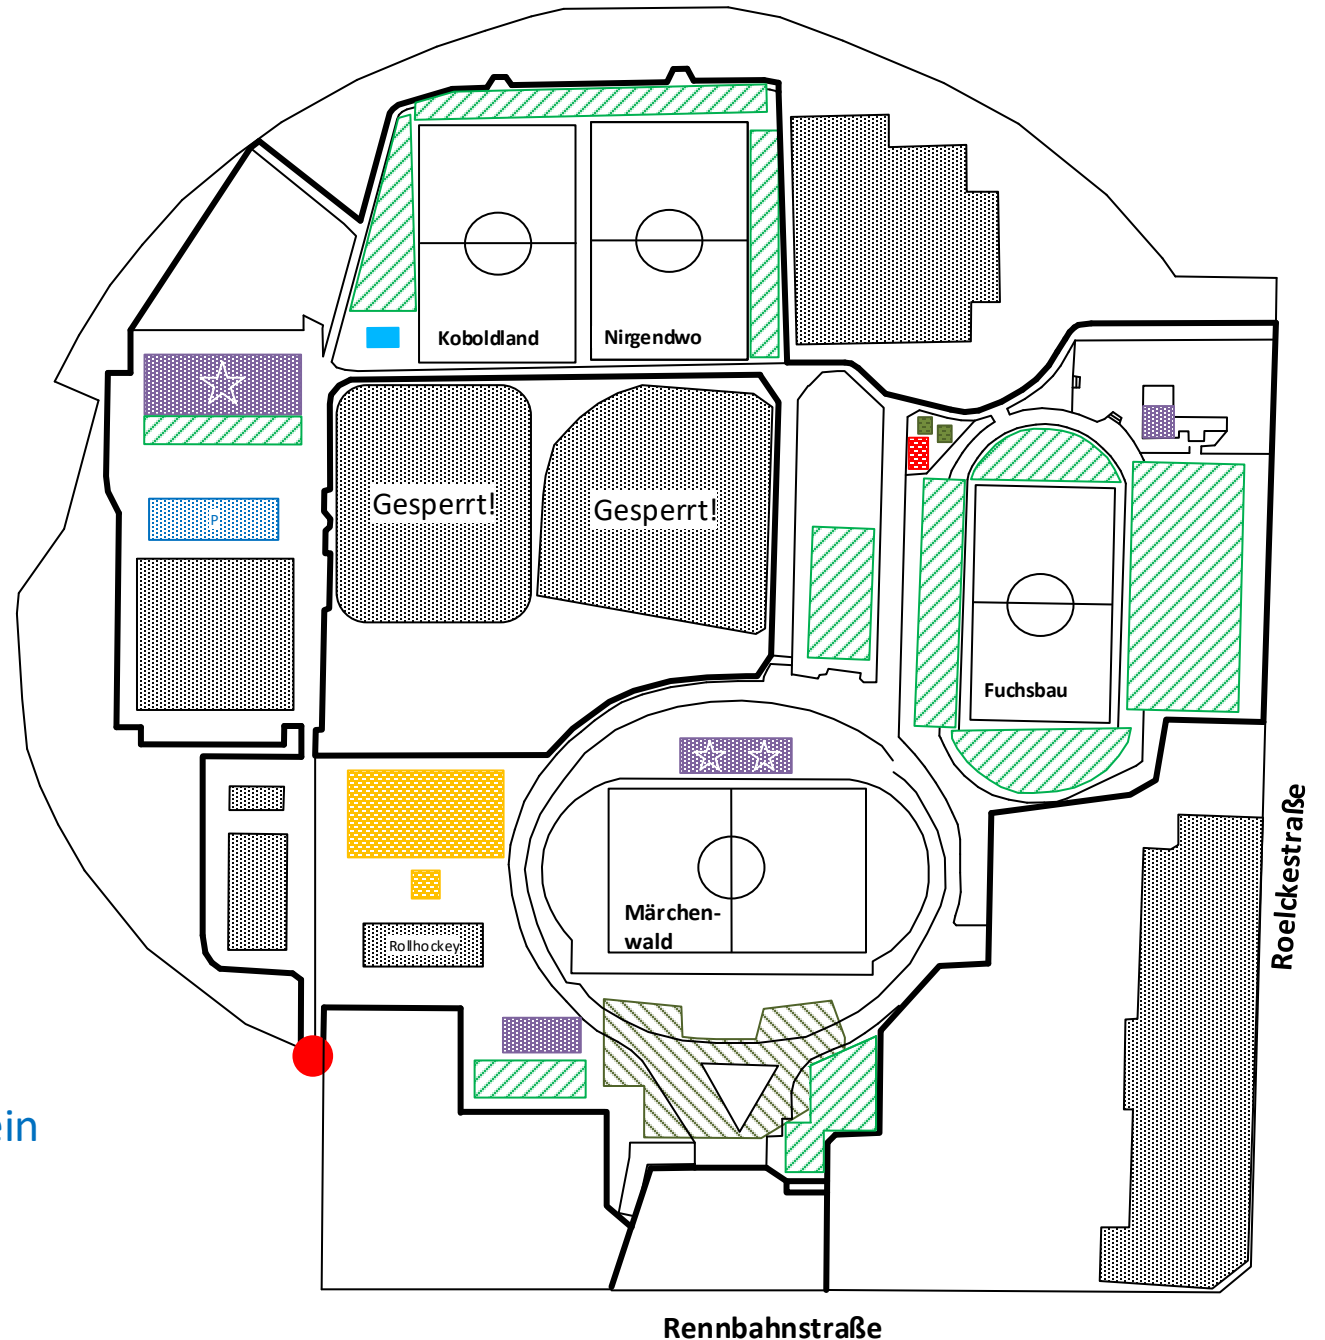 Koboldland
Nirgendwo
Gesperrt!
Gesperrt!
P
Fuchsbau
Roelckestraße
Märchen-
wald
Rollhockey
ein
Rennbahnstraße